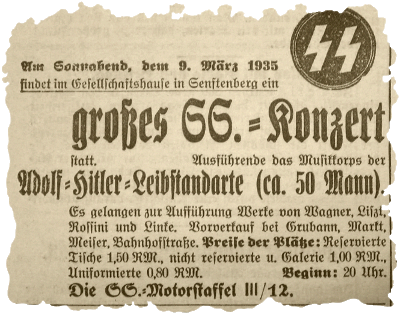 Am Sonnabend, dem 9. März 1935
findet im Gesellschaftshause in Senftenberg ein
großes SS.-Konzert
statt. Ausführende das Musikkorps der
Adolf-Hitler-Leibstandarte (ca. 50 Mann).
Es gelangen zur Aufführung Werke von Wagner, Liszt,
Rossini und Linke. Vorverkauf bei Grubann, Markt,
Meiser, Bahnhofstraße. Preise der Plätze: Reservierte
Tische 1,50 RM., nicht reservierte u. Galerie 1,00 RM.,
Uniformierte 0,80 RM. Beginn: 20 Uhr.
Die SS.-Motorstaffel III/12.